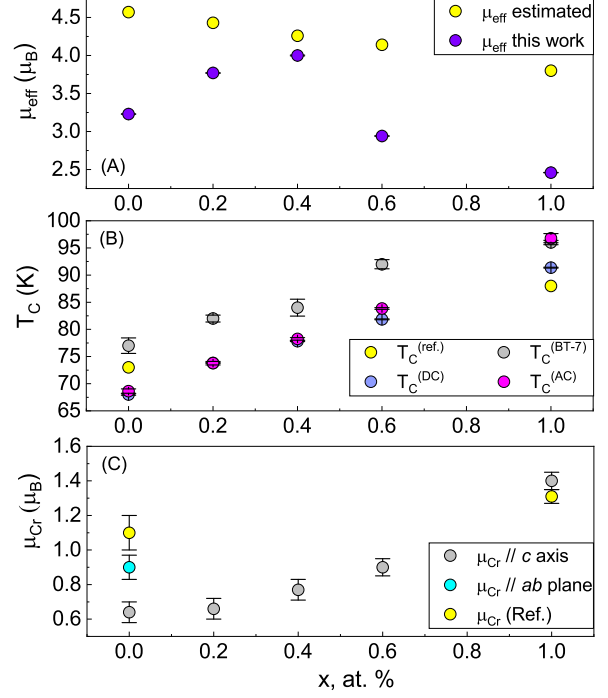 4.5
4.0
3.5
3.0
2.5
μeff (μB)
μeff estimated
μeff this work
(A)
0.0 0.2 0.4 0.6 0.8 1.0
100
95
90
85
80
75
70
65
TC (K)
(B)
TC(ref.) TC(BT-7)
TC(DC) TC(AC)
0.0 0.2 0.4 0.6 0.8 1.0
1.6
1.4
1.2
1.0
0.8
0.6
μCr (μB)
(C)
μCr // c axis
μCr // ab plane
μCr (Ref.)
0.0 0.2 0.4 0.6 0.8 1.0
x, at. %